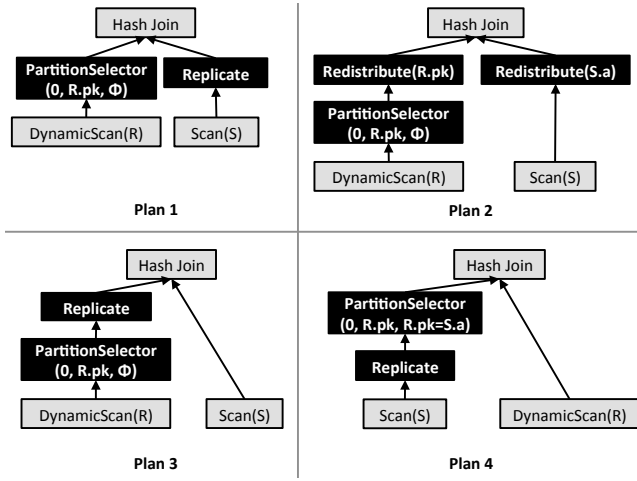 Hash Join
PartitionSelector
(0, R.pk, Φ)
Replicate
DynamicScan(R)
Scan(S)
Plan 1
Hash Join
Redistribute(R.pk)
Redistribute(S.a)
PartitionSelector
(0, R.pk, Φ)
DynamicScan(R)
Scan(S)
Plan 2
Hash Join
Replicate
PartitionSelector
(0, R.pk, Φ)
DynamicScan(R)
Scan(S)
Plan 3
Hash Join
PartitionSelector
(0, R.pk, R.pk=S.a)
Replicate
Scan(S)
DynamicScan(R)
Plan 4